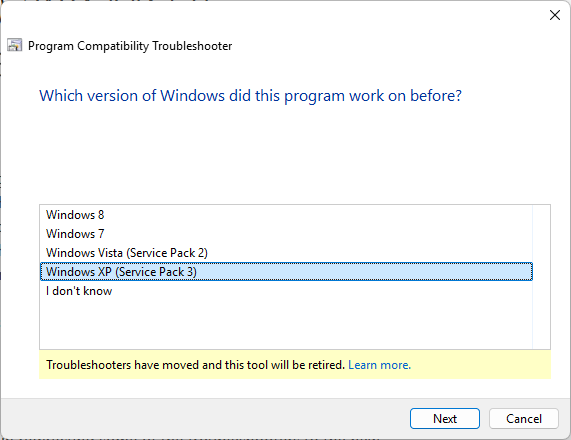 Program Compatibility Troubleshooter
Which version of Windows did this program work on before?
Windows 8
Windows 7
Windows Vista (Service Pack 2)
Windows XP (Service Pack 3)
I don't know
Troubleshooters have moved and this tool will be retired. Learn more.
Next Cancel